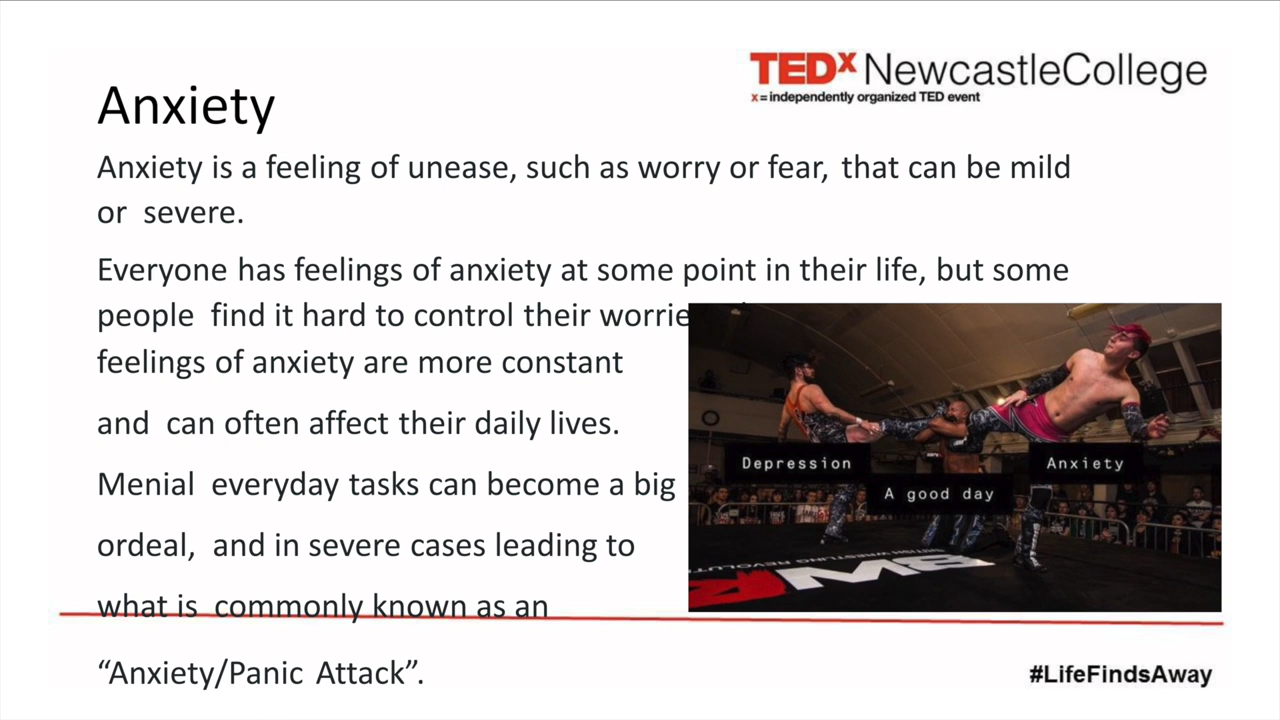 TEDx NewcastleCollege
x=independently organized TED event
Anxiety
Anxiety is a feeling of unease, such as worry or fear, that can be mild
or severe.
Everyone has feelings of anxiety at some point in their life, but some
people find it hard to control their worrie
feelings of anxiety are more constant
and can often affect their daily lives.
Menial everyday tasks can become a big
ordeal, and in severe cases leading to
what is commonly known as an
“Anxiety/Panic Attack”.
Depression
A good day
Anxiety
#LifeFindsAway